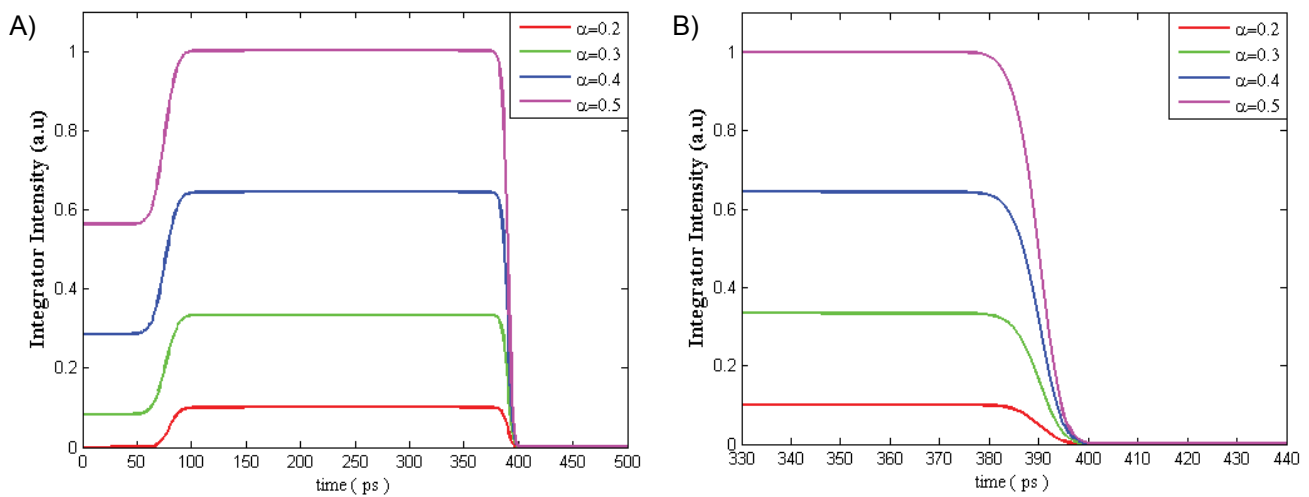 A)
Integrator Intensity (a.u)
1
0.8
0.6
0.4
0.2
0
0 50 100 150 200 250 300 350 400 450 500
time ( ps )
α=0.2
α=0.3
α=0.4
α=0.5
B)
Integrator Intensity (a.u)
1
0.8
0.6
0.4
0.2
0
330 340 350 360 370 380 390 400 410 420 430 440
time ( ps )
α=0.2
α=0.3
α=0.4
α=0.5